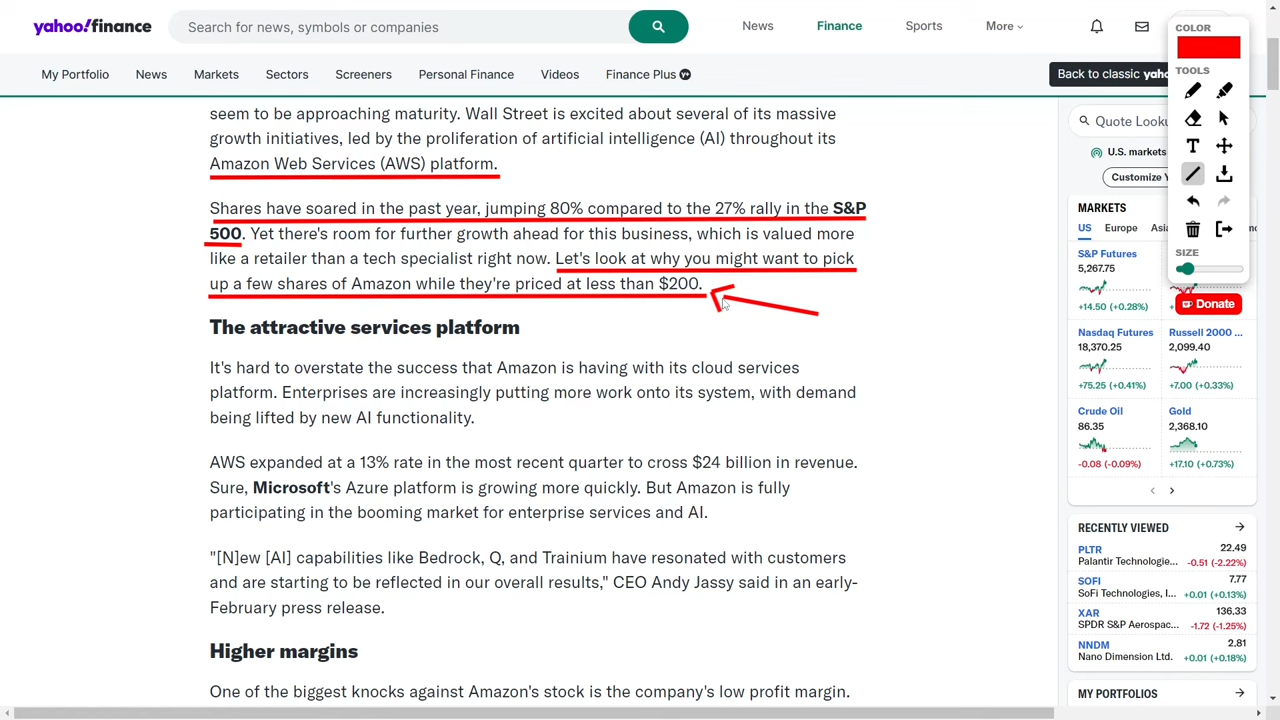 yahoo!finance
Search for news, symbols or companies
News
Finance
Sports
More
My Portfolio
News
Markets
Sectors
Screeners
Personal Finance
Videos
Finance Plus
Back to classic
COLOR
TOOLS
SIZE
Donate
seem to be approaching maturity. Wall Street is excited about several of its massive
growth initiatives, led by the proliferation of artificial intelligence (AI) throughout its
Amazon Web Services (AWS) platform.
Shares have soared in the past year, jumping 80% compared to the 27% rally in the S&P
500. Yet there's room for further growth ahead for this business, which is valued more
like a retailer than a tech specialist right now. Let's look at why you might want to pick
up a few shares of Amazon while they're priced at less than $200.
The attractive services platform
It's hard to overstate the success that Amazon is having with its cloud services
platform. Enterprises are increasingly putting more work onto its system, with demand
being lifted by new AI functionality.
AWS expanded at a 13% rate in the most recent quarter to cross $24 billion in revenue.
Sure, Microsoft's Azure platform is growing more quickly. But Amazon is fully
participating in the booming market for enterprise services and AI.
"[N]ew [AI] capabilities like Bedrock, Q, and Trainium have resonated with customers
and are starting to be reflected in our overall results," CEO Andy Jassy said in an early-
February press release.
Higher margins
One of the biggest knocks against Amazon's stock is the company's low profit margin.
Quote
U.S. markets
Customize
MARKETS
US Europe
S&P Futures
5,267.75
+14.50 (+0.28%)
Nasdaq Futures
18,370.25
+75.25 (+0.41%)
Russell 2000 ...
2,099.40
+7.00 (+0.33%)
Crude Oil
86.35
-0.08 (-0.09%)
Gold
2,368.10
+17.10 (+0.73%)
RECENTLY VIEWED
PLTR 22.49
Palantir Technologie... -0.51 (-2.22%)
SOFI 7.77
SoFi Technologies, I... +0.01 (+0.13%)
XAR 136.33
SPDR S&P Aerospac... -1.72 (-1.25%)
NNDM 2.81
Nano Dimension Ltd. +0.01 (+0.18%)
MY PORTFOLIOS